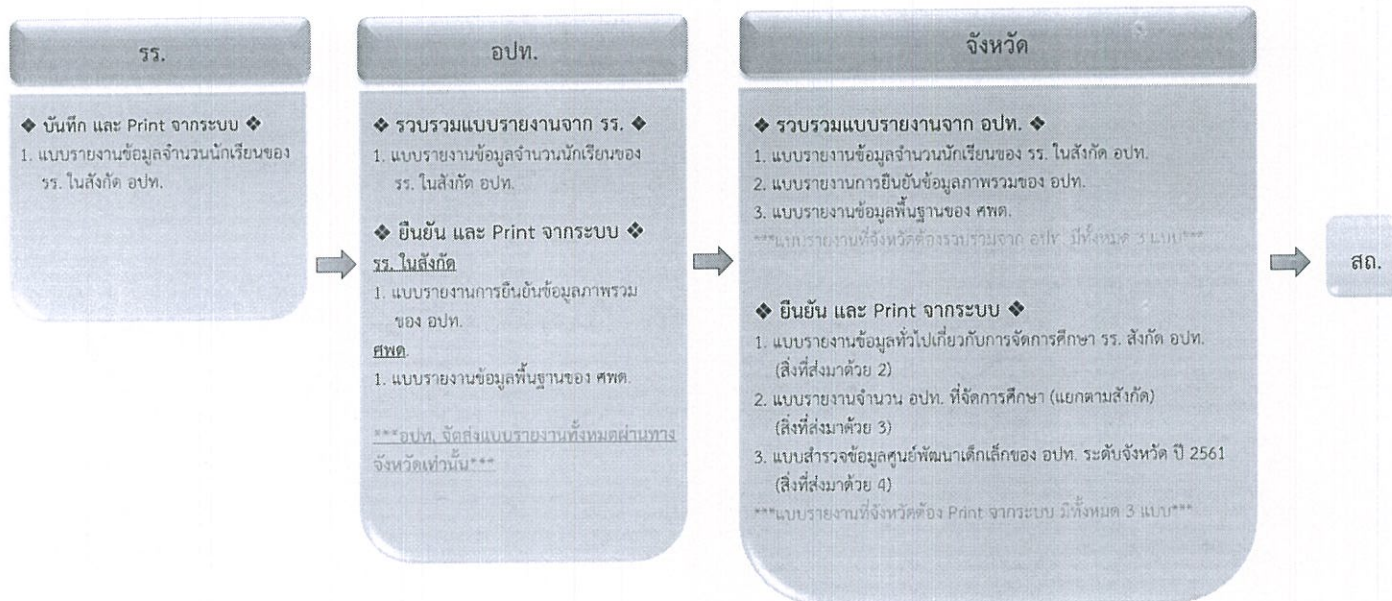 รร.
❖ บันทึก และ Print จากระบบ ❖
1. แบบรายงานข้อมูลจำนวนนักเรียนของ
รร. ในสังกัด อปท.
อปท.
❖ รวบรวมแบบรายงานจาก รร. ❖
1. แบบรายงานข้อมูลจำนวนนักเรียนของ
รร. ในสังกัด อปท.
❖ ยืนยัน และ Print จากระบบ ❖
รร. ในสังกัด
1. แบบรายงานการยืนยันข้อมูลภาพรวม
ของ อปท.
ศพด.
1. แบบรายงานข้อมูลพื้นฐานของ ศพด.
***อปท. จัดส่งแบบรายงานทั้งหมดผ่านทาง
จังหวัดเท่านั้น***
จังหวัด
❖ รวบรวมแบบรายงานจาก อปท. ❖
1. แบบรายงานข้อมูลจำนวนนักเรียนของ รร. ในสังกัด อปท.
2. แบบรายงานการยืนยันข้อมูลภาพรวมของ อปท.
3. แบบรายงานข้อมูลพื้นฐานของ ศพด.
***แบบรายงานที่จังหวัดต้องรวบรวมจาก อปท. มีทั้งหมด 3 แบบ***
❖ ยืนยัน และ Print จากระบบ ❖
1. แบบรายงานข้อมูลทั่วไปเกี่ยวกับการจัดการศึกษา รร. สังกัด อปท.
(สิ่งที่ส่งมาด้วย 2)
2. แบบรายงานจำนวน อปท. ที่จัดการศึกษา (แยกตามสังกัด)
(สิ่งที่ส่งมาด้วย 3)
3. แบบสำรวจข้อมูลศูนย์พัฒนาเด็กเล็กของ อปท. ระดับจังหวัด ปี 2561
(สิ่งที่ส่งมาด้วย 4)
***แบบรายงานที่จังหวัดต้อง Print จากระบบ มีทั้งหมด 3 แบบ***
สถ.